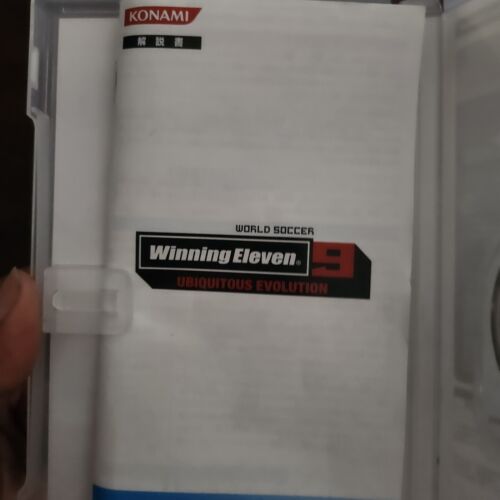 KONAMI
解説書
WORLD SOCCER
Winning Eleven® 9
UBIQUITOUS EVOLUTION